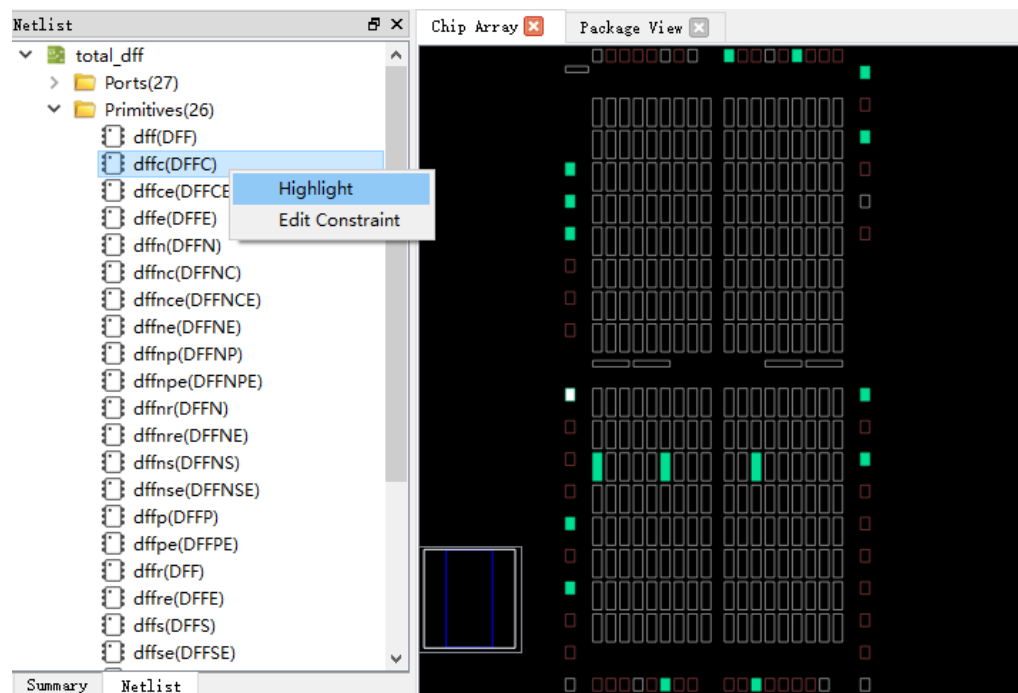 Netlist
Chip Array
Package View
total_dff
Ports(27)
Primitives(26)
dff(DFF)
dffc(DFFC)
Highlight
dffce(DFFCE
Edit Constraint
dffe(DFFE)
dffn(DFFN)
dffnc(DFFNC)
dffnce(DFFNCE)
dffne(DFFNE)
dffnp(DFFNP)
dffnpe(DFFNPE)
dffnr(DFFN)
dffnre(DFFNE)
dffns(DFFNS)
dffnse(DFFNSE)
dffp(DFFP)
dffpe(DFFPE)
dffr(DFF)
dffre(DFFE)
dffs(DFFS)
dffse(DFFSE)
Summary
Netlist